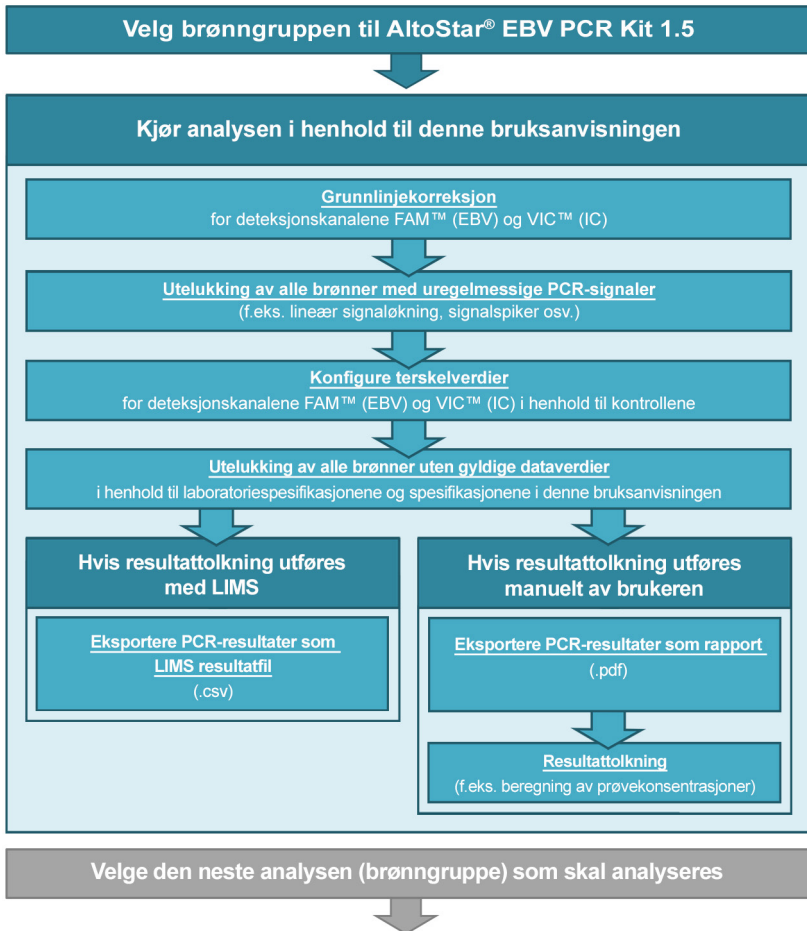 Velg brønngruppen til AltoStar® EBV PCR Kit 1.5
Kjør analysen i henhold til denne bruksanvisningen
Grunnlinjekorreksjon
for deteksjonskanalene FAM™ (EBV) og VIC™ (IC)
Utelukking av alle brønner med uregelmessige PCR-signaler
(f.eks. lineær signaløkning, signalspiker osv.)
Konfigure terskelverdier
for deteksjonskanalene FAM™ (EBV) og VIC™ (IC) i henhold til kontrollene
Utelukking av alle brønner uten gyldige dataverdier
i henhold til laboratoriespesifikasjonene og spesifikasjonene i denne bruksanvisningen
Hvis resultattolkning utføres
med LIMS
Eksportere PCR-resultater som
LIMS resultatfil
(.csv)
Hvis resultattolkning utføres
manuelt av brukeren
Eksportere PCR-resultater som rapport
(.pdf)
Resultattolkning
(f.eks. beregning av prøvekonsentrasjoner)
Velge den neste analysen (brønngruppe) som skal analyseres